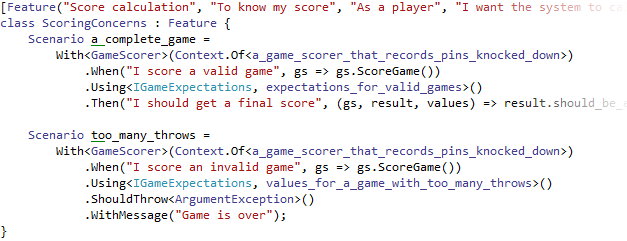 [Feature("Score calculation", "To know my score", "As a player", "I want the system to
class ScoringConcerns : Feature {
    Scenario a_complete_game =
        With<GameScorer>(Context.Of<a_game_scorer_that_records_pins_knocked_down>)
            .When("I score a valid game", gs => gs.ScoreGame())
            .Using<IGameExpectations, expectations_for_valid_games>()
            .Then("I should get a final score", (gs, result, values) => result.should_be_
    Scenario too_many_throws =
        With<GameScorer>(Context.Of<a_game_scorer_that_records_pins_knocked_down>)
            .When("I score an invalid game", gs => gs.ScoreGame())
            .Using<IGameExpectations, values_for_a_game_with_too_many_throws>()
            .ShouldThrow<ArgumentException>()
            .WithMessage("Game is over");
}